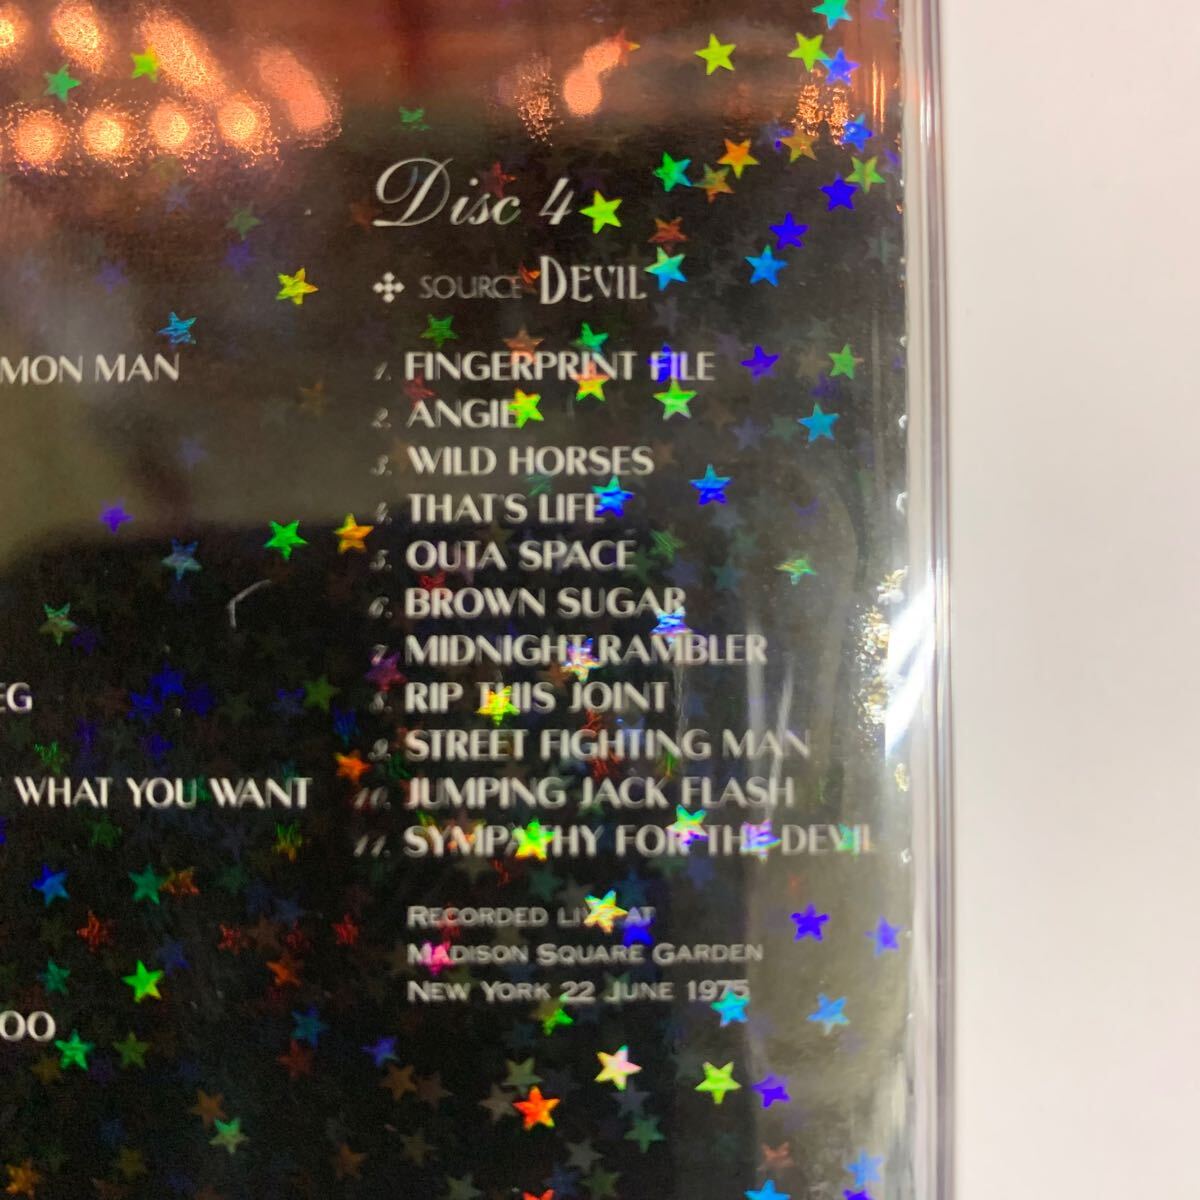 MON MAN
EG
WHAT YOU WANT
OO
Disc 4
SOURCE DEVIL
1. FINGERPRINT FILE
2. ANGIE
3. WILD HORSES
4. THAT'S LIFE
5. OUTA SPACE
6. BROWN SUGAR
7. MIDNIGHT RAMBLER
8. RIP THIS JOINT
9. STREET FIGHTING MAN
10. JUMPING JACK FLASH
11. SYMPATHY FOR THE DEVIL
RECORDED LIVE AT
MADISON SQUARE GARDEN
NEW YORK 22 JUNE 1975